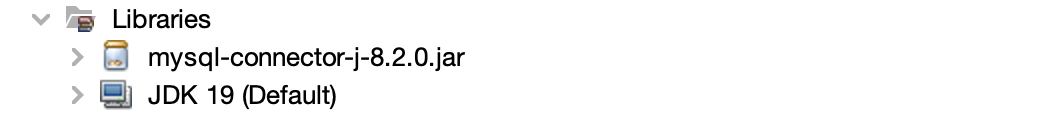 Libraries
mysql-connector-j-8.2.0.jar
JDK 19 (Default)